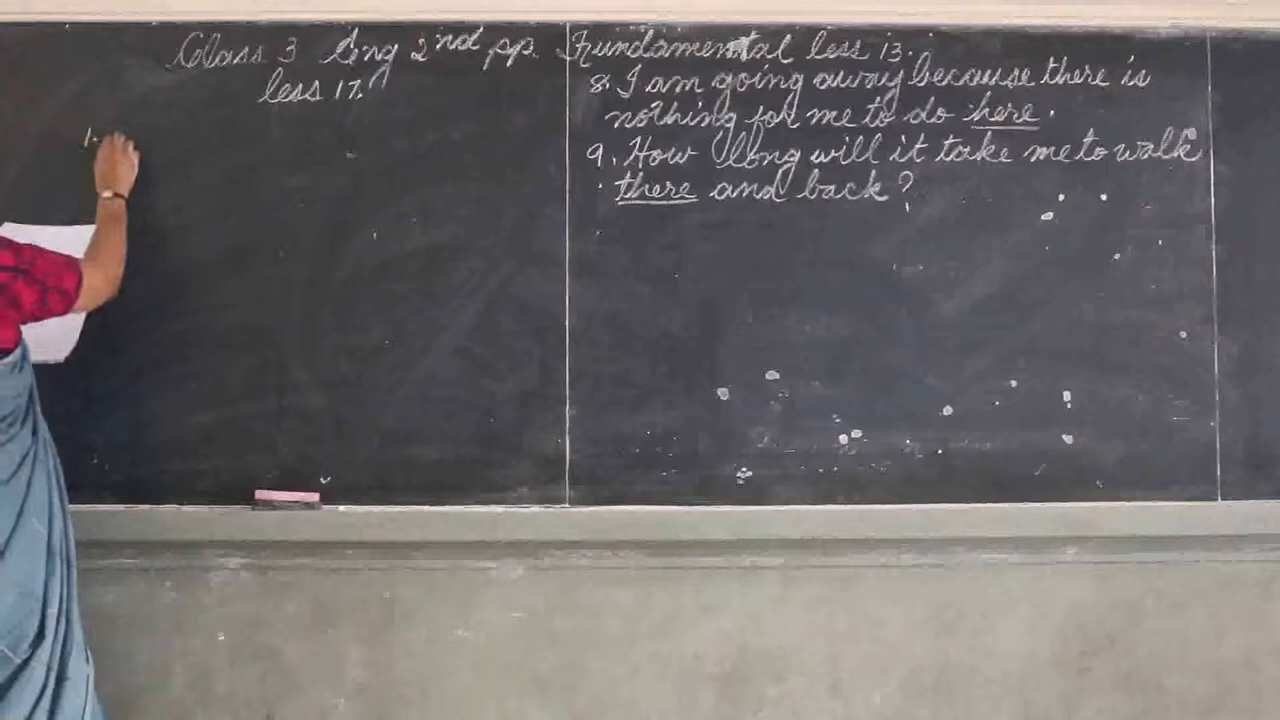 Class 3 Eng 2nd pp.
less 17.
1.
Fundamental less 13.
8. I am going away because there is
nothing for me to do here.
9. How long will it take me to walk
there and back?